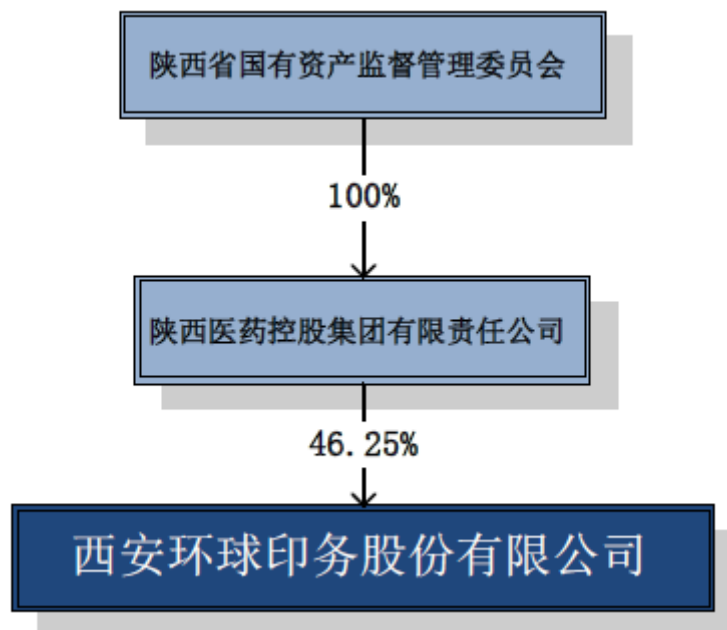 陕西省国有资产监督管理委员会
100%
陕西医药控股集团有限责任公司
46.25%
西安环球印务股份有限公司